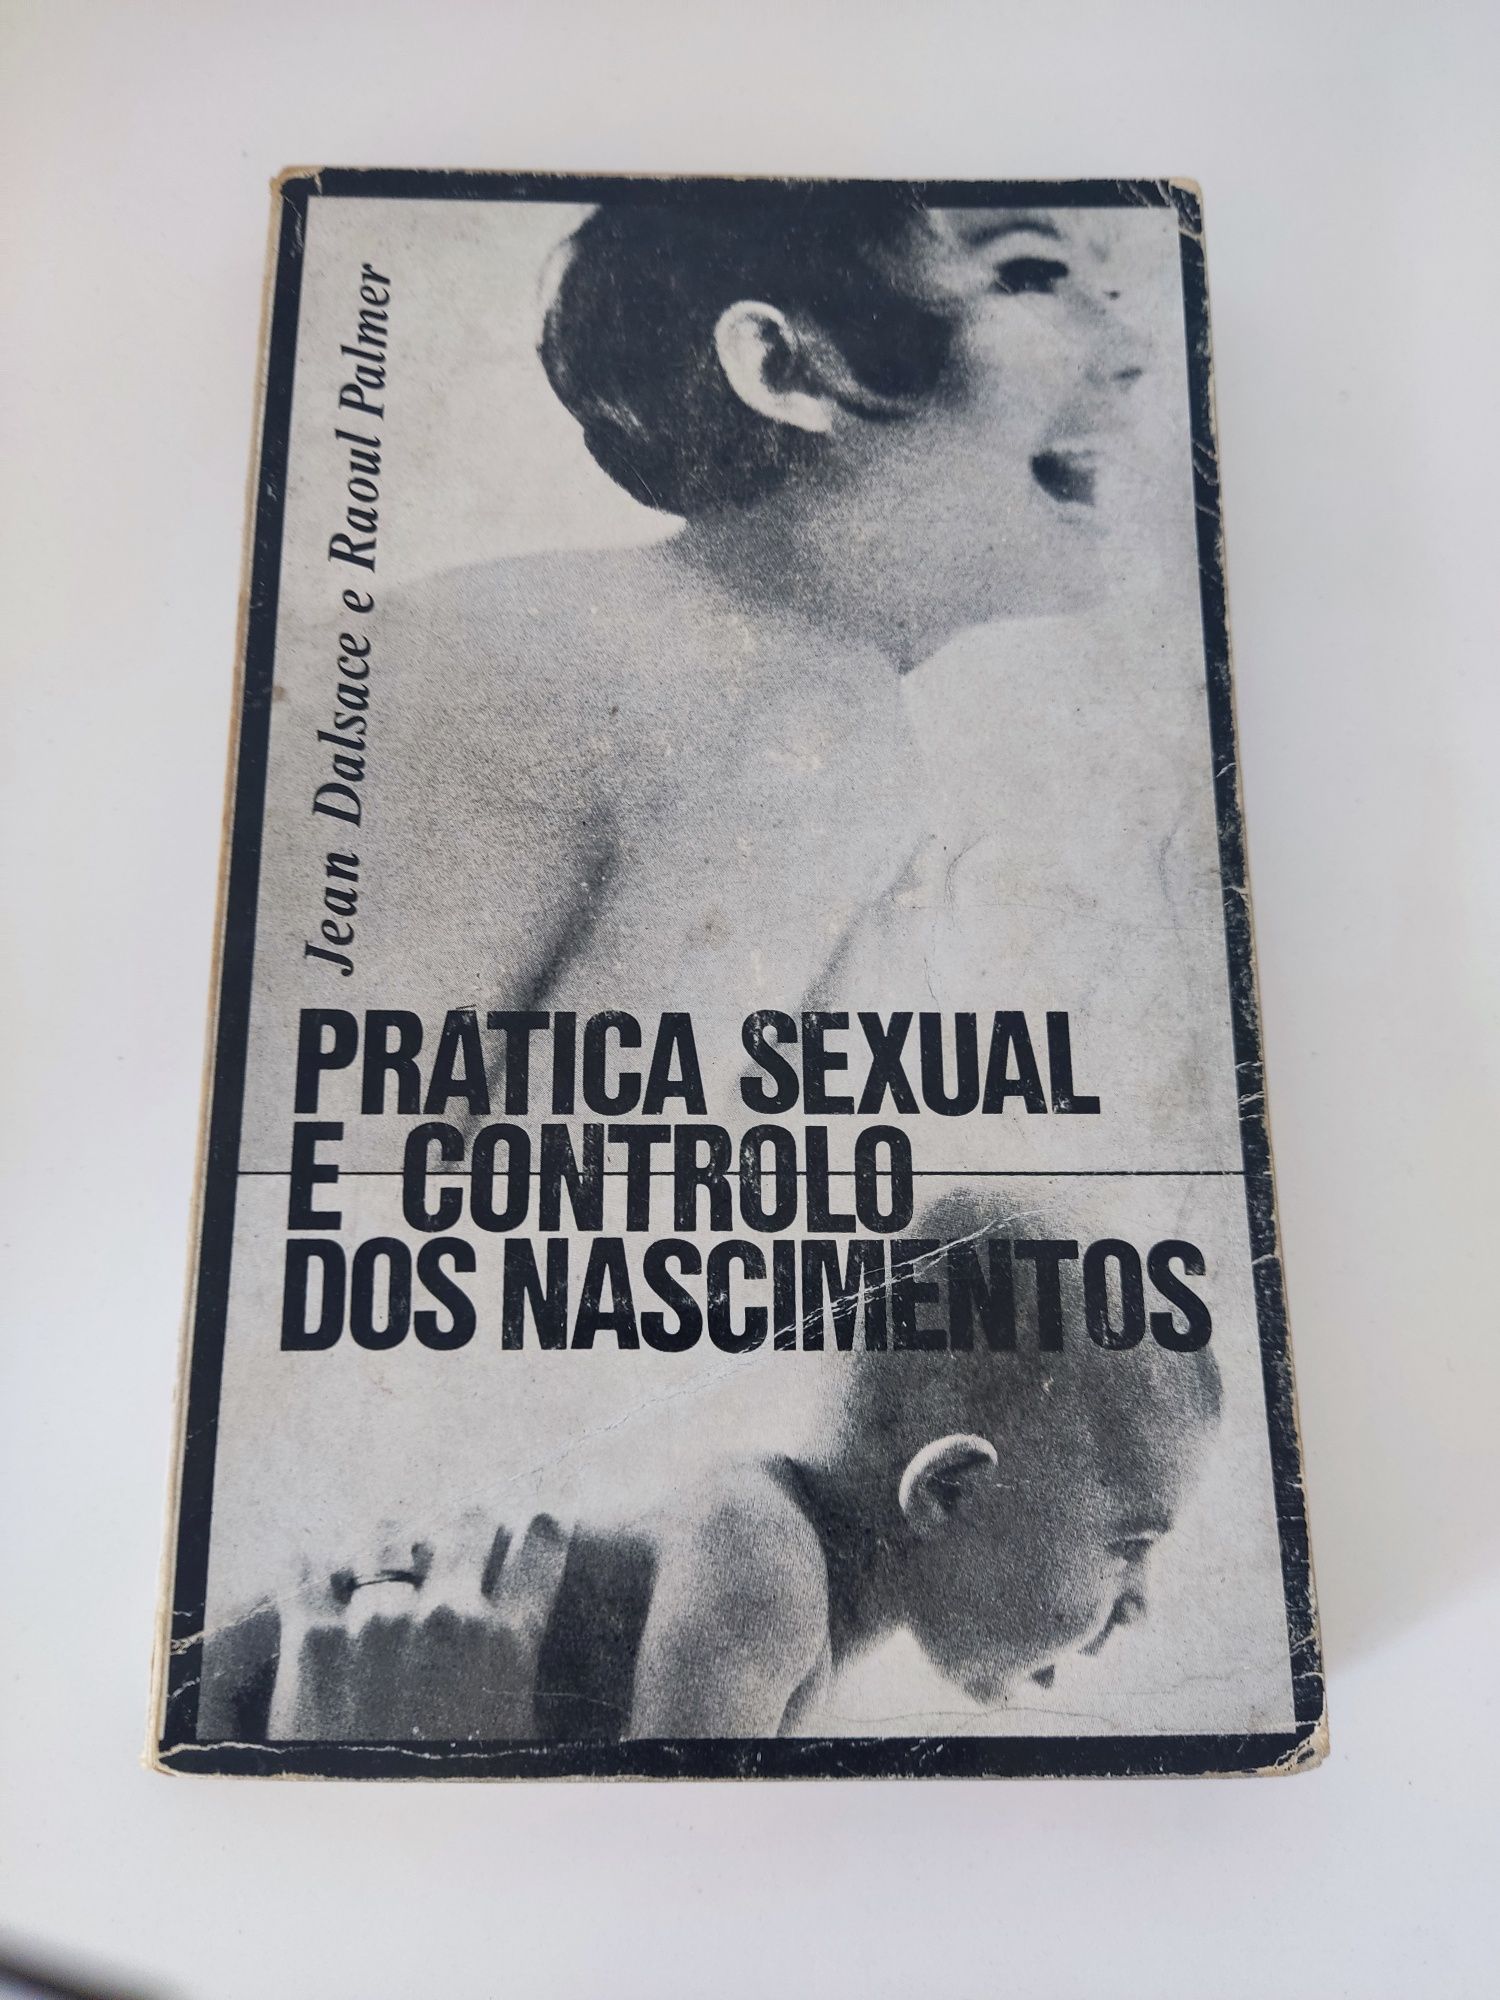 Jean Dalsace e Raoul Palmer
PRÁTICA SEXUAL
E CONTROLO
DOS NASCIMENTOS